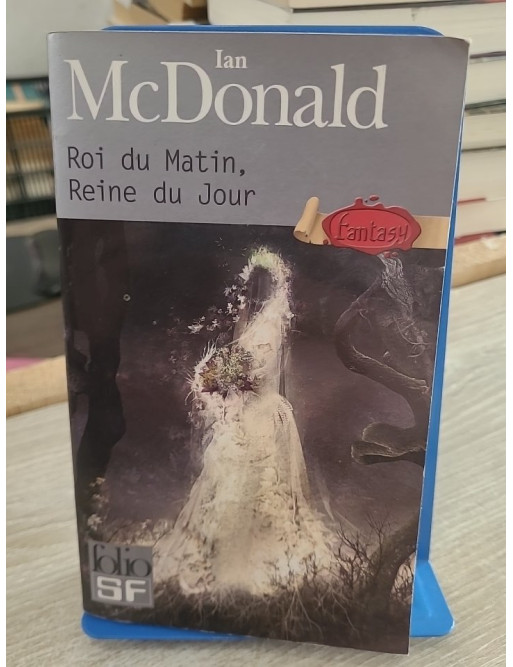 Ian
McDonald
Roi du Matin,
Reine du Jour
fantasy
folio
SF